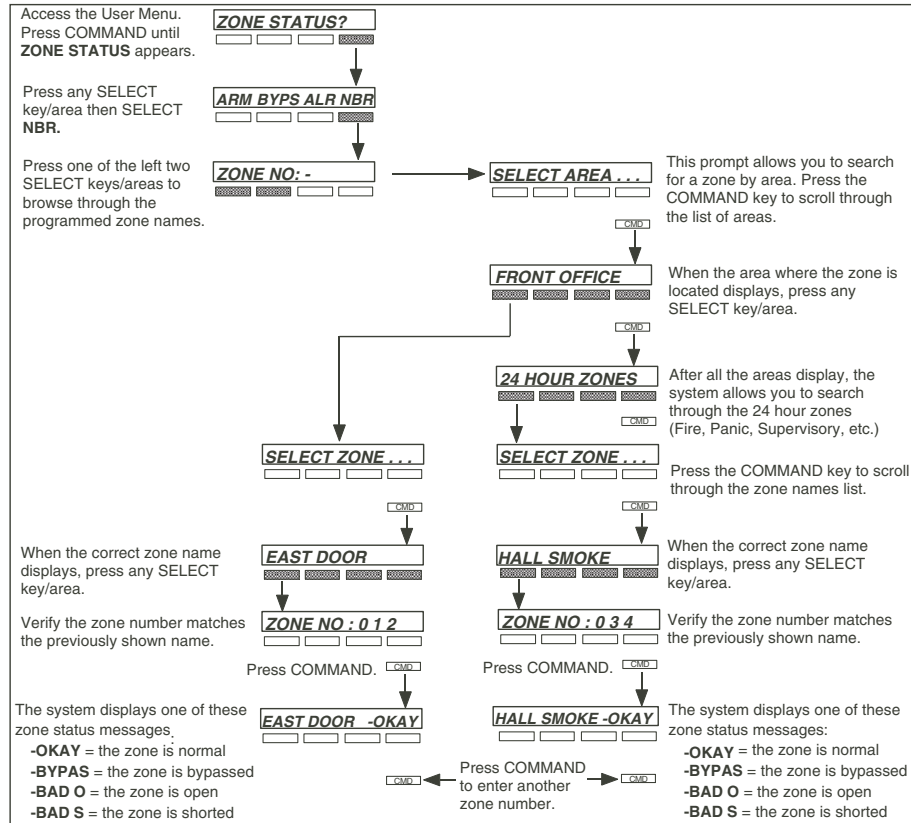 Access the User Menu.
Press COMMAND until
ZONE STATUS appears.
ZONE STATUS?
Press any SELECT
key/area then SELECT
NBR.
ARM BYPS ALR NBR
Press one of the left two
SELECT keys/areas to
browse through the
programmed zone names.
ZONE NO: -
SELECT AREA . . .
This prompt allows you to search
for a zone by area. Press the
COMMAND key to scroll through
the list of areas.
CMD
FRONT OFFICE
When the area where the zone is
located displays, press any
SELECT key/area.
CMD
24 HOUR ZONES
After all the areas display, the
system allows you to search
through the 24 hour zones
(Fire, Panic, Supervisory, etc.)
CMD
SELECT ZONE . . .
SELECT ZONE . . .
Press the COMMAND key to scroll
through the zone names list.
CMD
CMD
When the correct zone name
displays, press any SELECT
key/area.
EAST DOOR
HALL SMOKE
When the correct zone name
displays, press any SELECT
key/area.
Verify the zone number matches
the previously shown name.
ZONE NO : 0 1 2
ZONE NO : 0 3 4
Verify the zone number matches
the previously shown name.
Press COMMAND.
CMD
Press COMMAND.
CMD
The system displays one of these
zone status messages
-OKAY = the zone is normal
-BYPAS = the zone is bypassed
-BAD O = the zone is open
-BAD S = the zone is shorted
EAST DOOR -OKAY
HALL SMOKE -OKAY
CMD
Press COMMAND
to enter another
zone number.
CMD
The system displays one of these
zone status messages:
-OKAY = the zone is normal
-BYPAS = the zone is bypassed
-BAD O = the zone is open
-BAD S = the zone is shorted